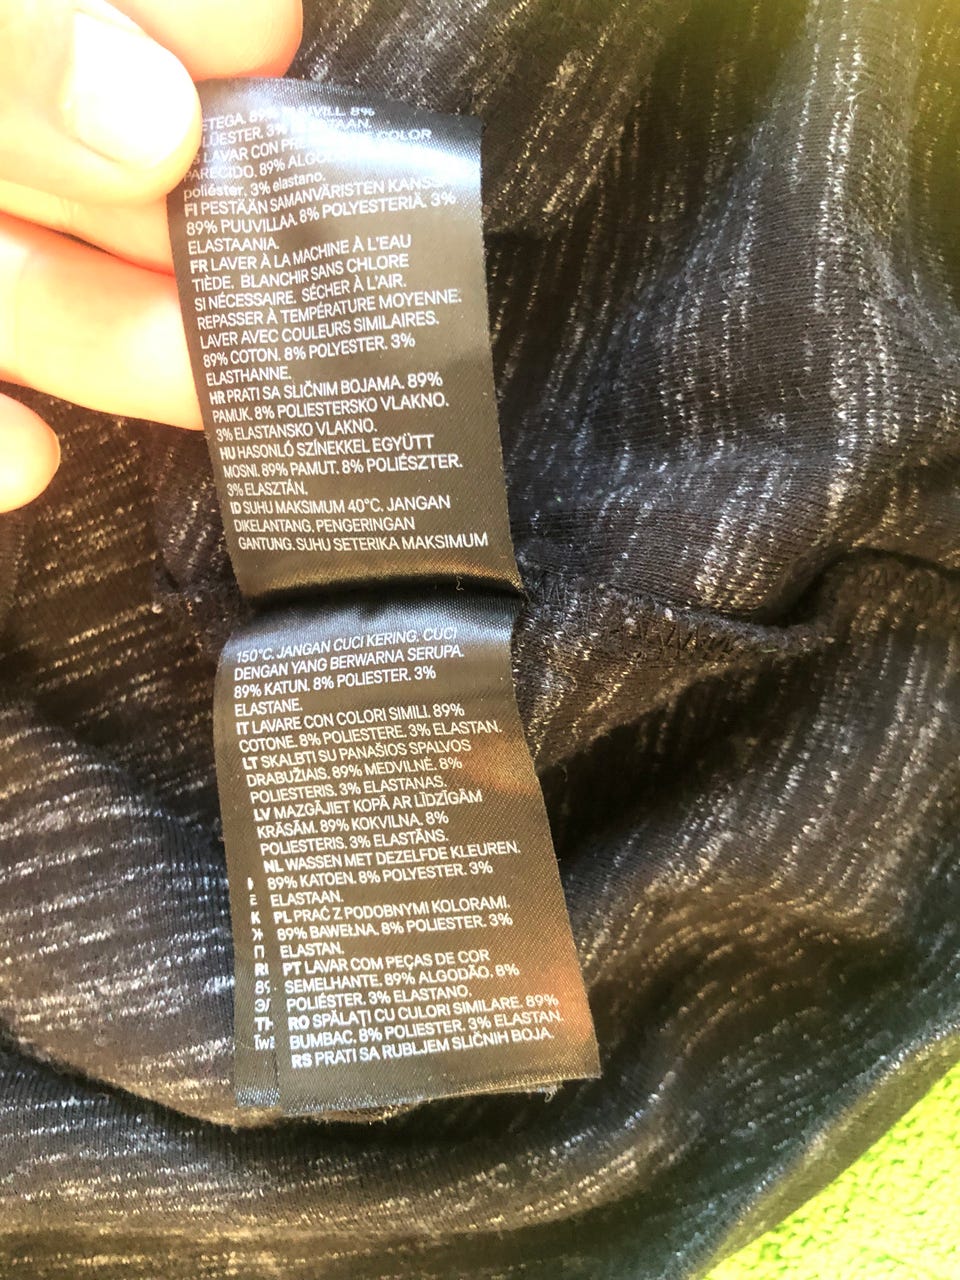 ETEGA. 89% PUUVILL. 8%
3%
LAVAR CON COLOR
PARECIDO. 89%
poliéster. 3% elastano.
FI PESTÄÄN SAMANVÄRISTEN
89% PUUVILLAA. 8% POLYESTERIÄ. 3%
ELASTAANIA.
FR LAVER À LA MACHINE À L'EAU
TIÈDE. BLANCHIR SANS CHLORE
SI NÉCESSAIRE. SÉCHER À L'AIR.
REPASSER À TEMPÉRATURE MOYENNE.
LAVER AVEC COULEURS SIMILAIRES.
89% COTON. 8% POLYESTER. 3%
ELASTHANNE.
HR PRATI SA SLIČNIM BOJAMA. 89%
PAMUK. 8% POLIESTERSKO VLAKNO.
3% ELASTANSKO VLAKNO.
HU HASONLÓ SZÍNEKKEL EGYÜTT
MOSNI. 89% PAMUT. 8% POLIÉSZTER.
3% ELASZTÁN.
ID SUHU MAKSIMUM 40°C. JANGAN
DIKELANTANG. PENGERINGAN
GANTUNG. SUHU SETERIKA MAKSIMUM
150°C. JANGAN CUCI KERING. CUCI
DENGAN YANG BERWARNA SERUPA.
89% KATUN. 8% POLIESTER. 3%
ELASTANE.
IT LAVARE CON COLORI SIMILI. 89%
COTONE. 8% POLIESTERE. 3% ELASTAN.
LT SKALBTI SU PANAŠIOS SPALVOS
DRABUŽIAIS. 89% MEDVILNĖ. 8%
POLIESTERIS. 3% ELASTANAS.
LV MAZGĀJIET KOPĀ AR LĪDZĪGĀM
KRĀSĀM. 89% KOKVILNA. 8%
POLIESTERIS. 3% ELASTĀNS.
NL WASSEN MET DEZELFDE KLEUREN.
89% KATOEN. 8% POLYESTER. 3%
ELASTAAN.
PL PRAĆ Z PODOBNYMI KOLORAMI.
89% BAWEŁNA. 8% POLIESTER. 3%
ELASTAN.
PT LAVAR COM PEÇAS DE COR
SEMELHANTE. 89% ALGODÃO. 8%
POLIÉSTER. 3% ELASTANO.
RO SPĂLAŢI CU CULORI SIMILARE. 89%
BUMBAC. 8% POLIESTER. 3% ELASTAN.
RS PRATI SA RUBLJEM SLIČNIH BOJA.